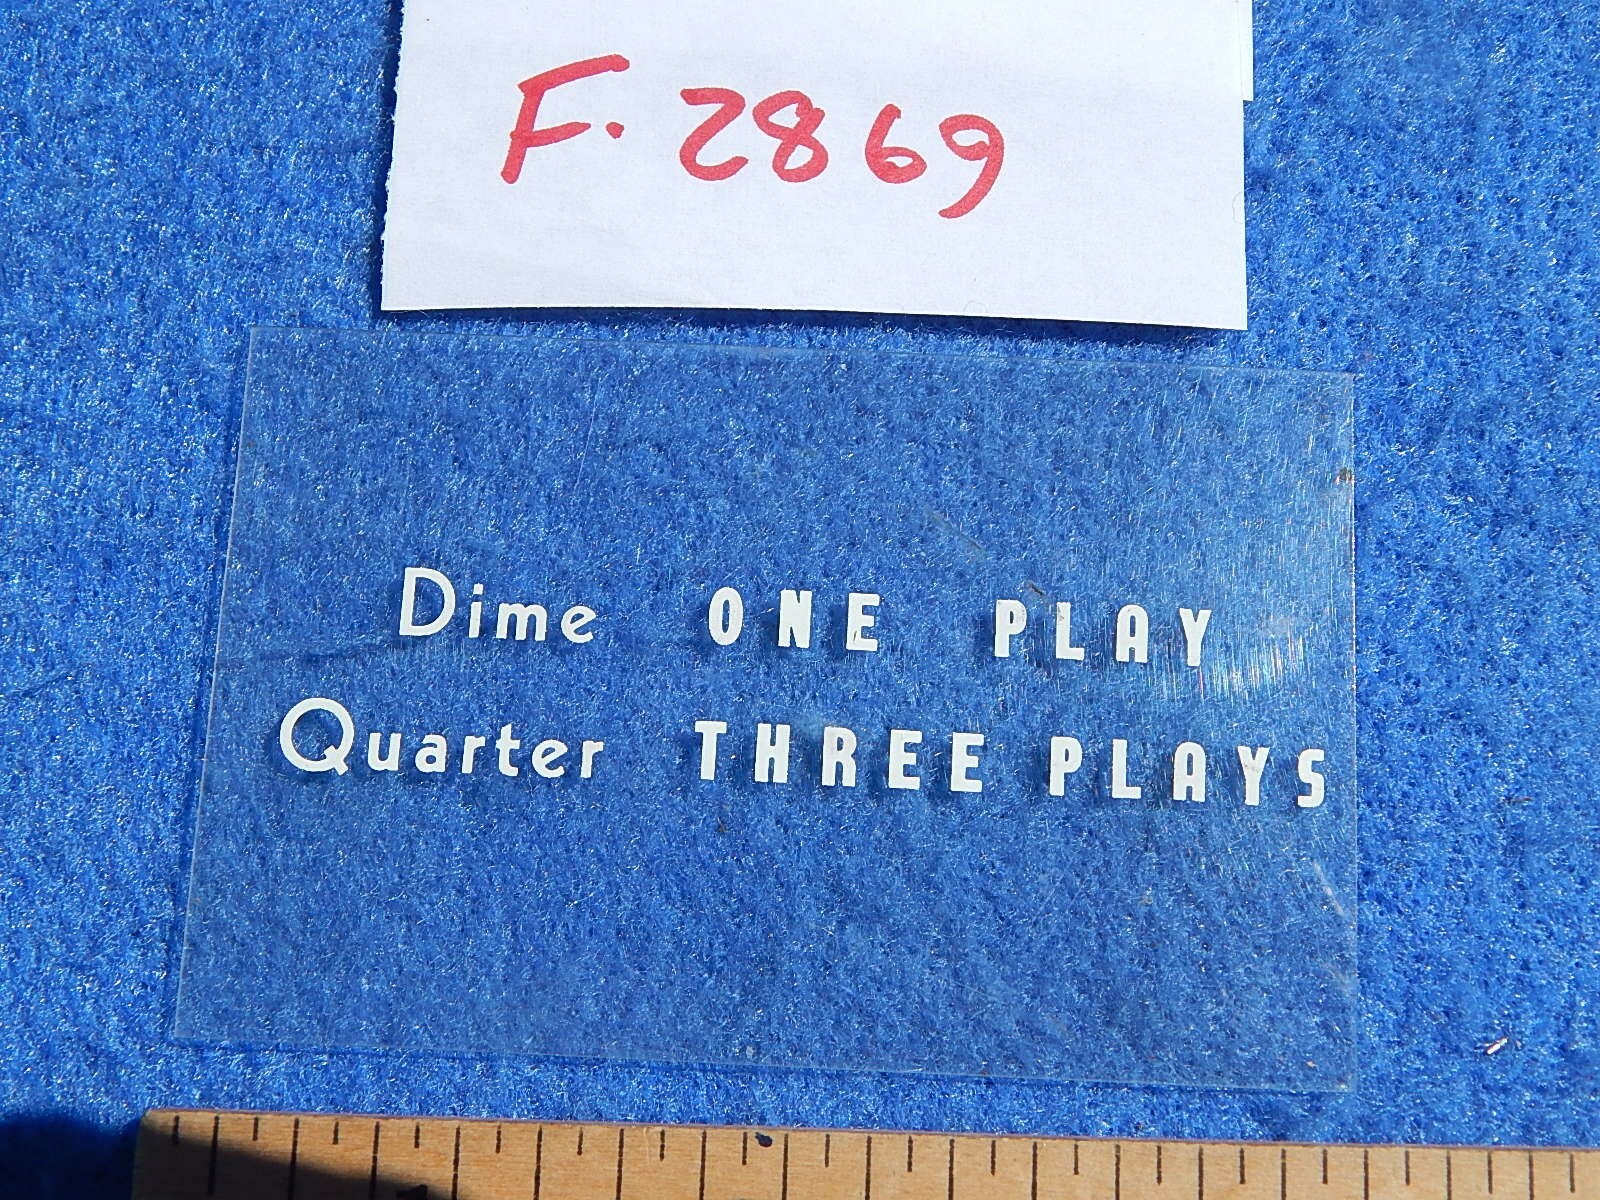 F. 2869
Dime ONE PLAY
Quarter THREE PLAYS